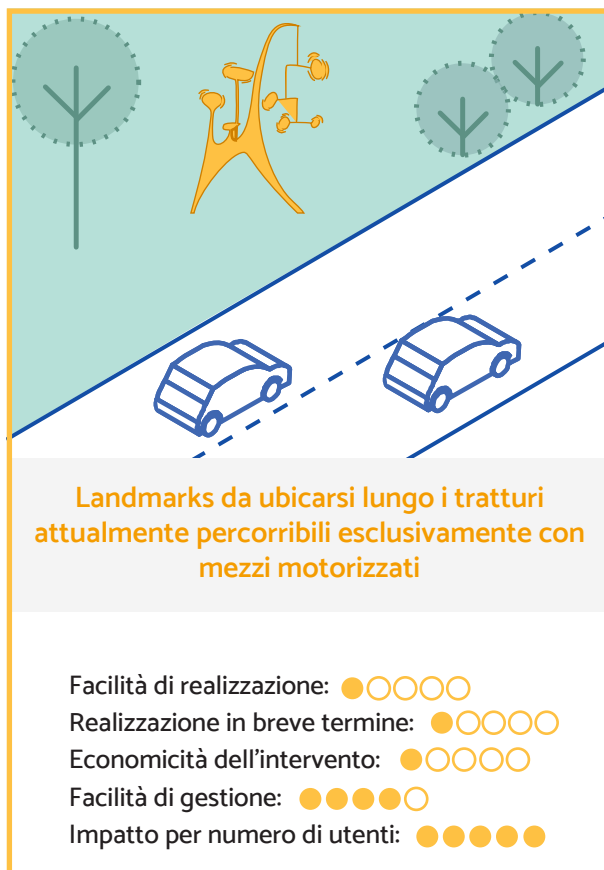 Landmarks da ubicarsi lungo i tratturi
attualmente percorribili esclusivamente con
mezzi motorizzati
Facilità di realizzazione:
Realizzazione in breve termine:
Economicità dell'intervento:
Facilità di gestione:
Impatto per numero di utenti: